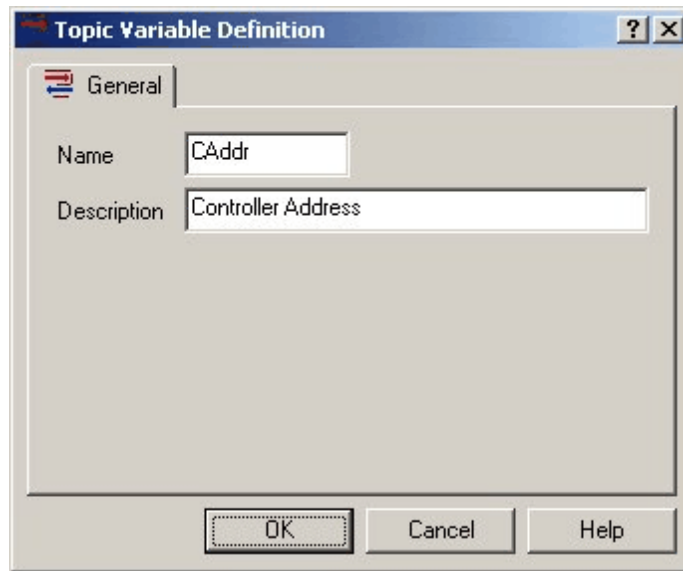 Topic Variable Definition
General
Name CAddr
Description Controller Address
OK Cancel Help